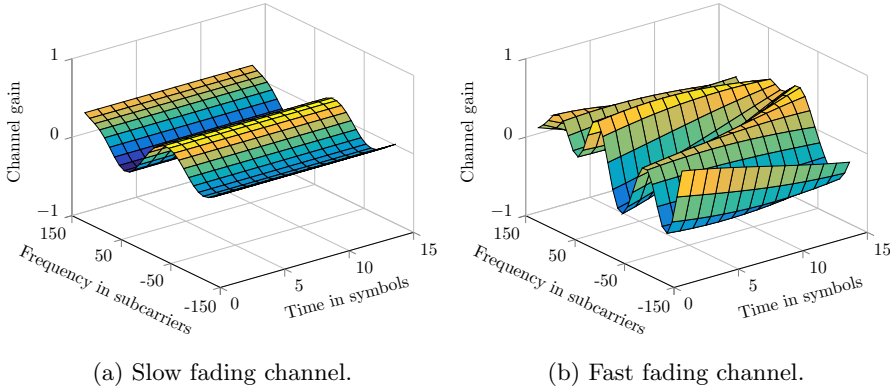 1
0
−1
Channel gain
150
50
-50
-150
Frequency in subcarriers
0
5
10
15
Time in symbols
(a) Slow fading channel.
1
0
−1
Channel gain
150
50
-50
-150
Frequency in subcarriers
0
5
10
15
Time in symbols
(b) Fast fading channel.